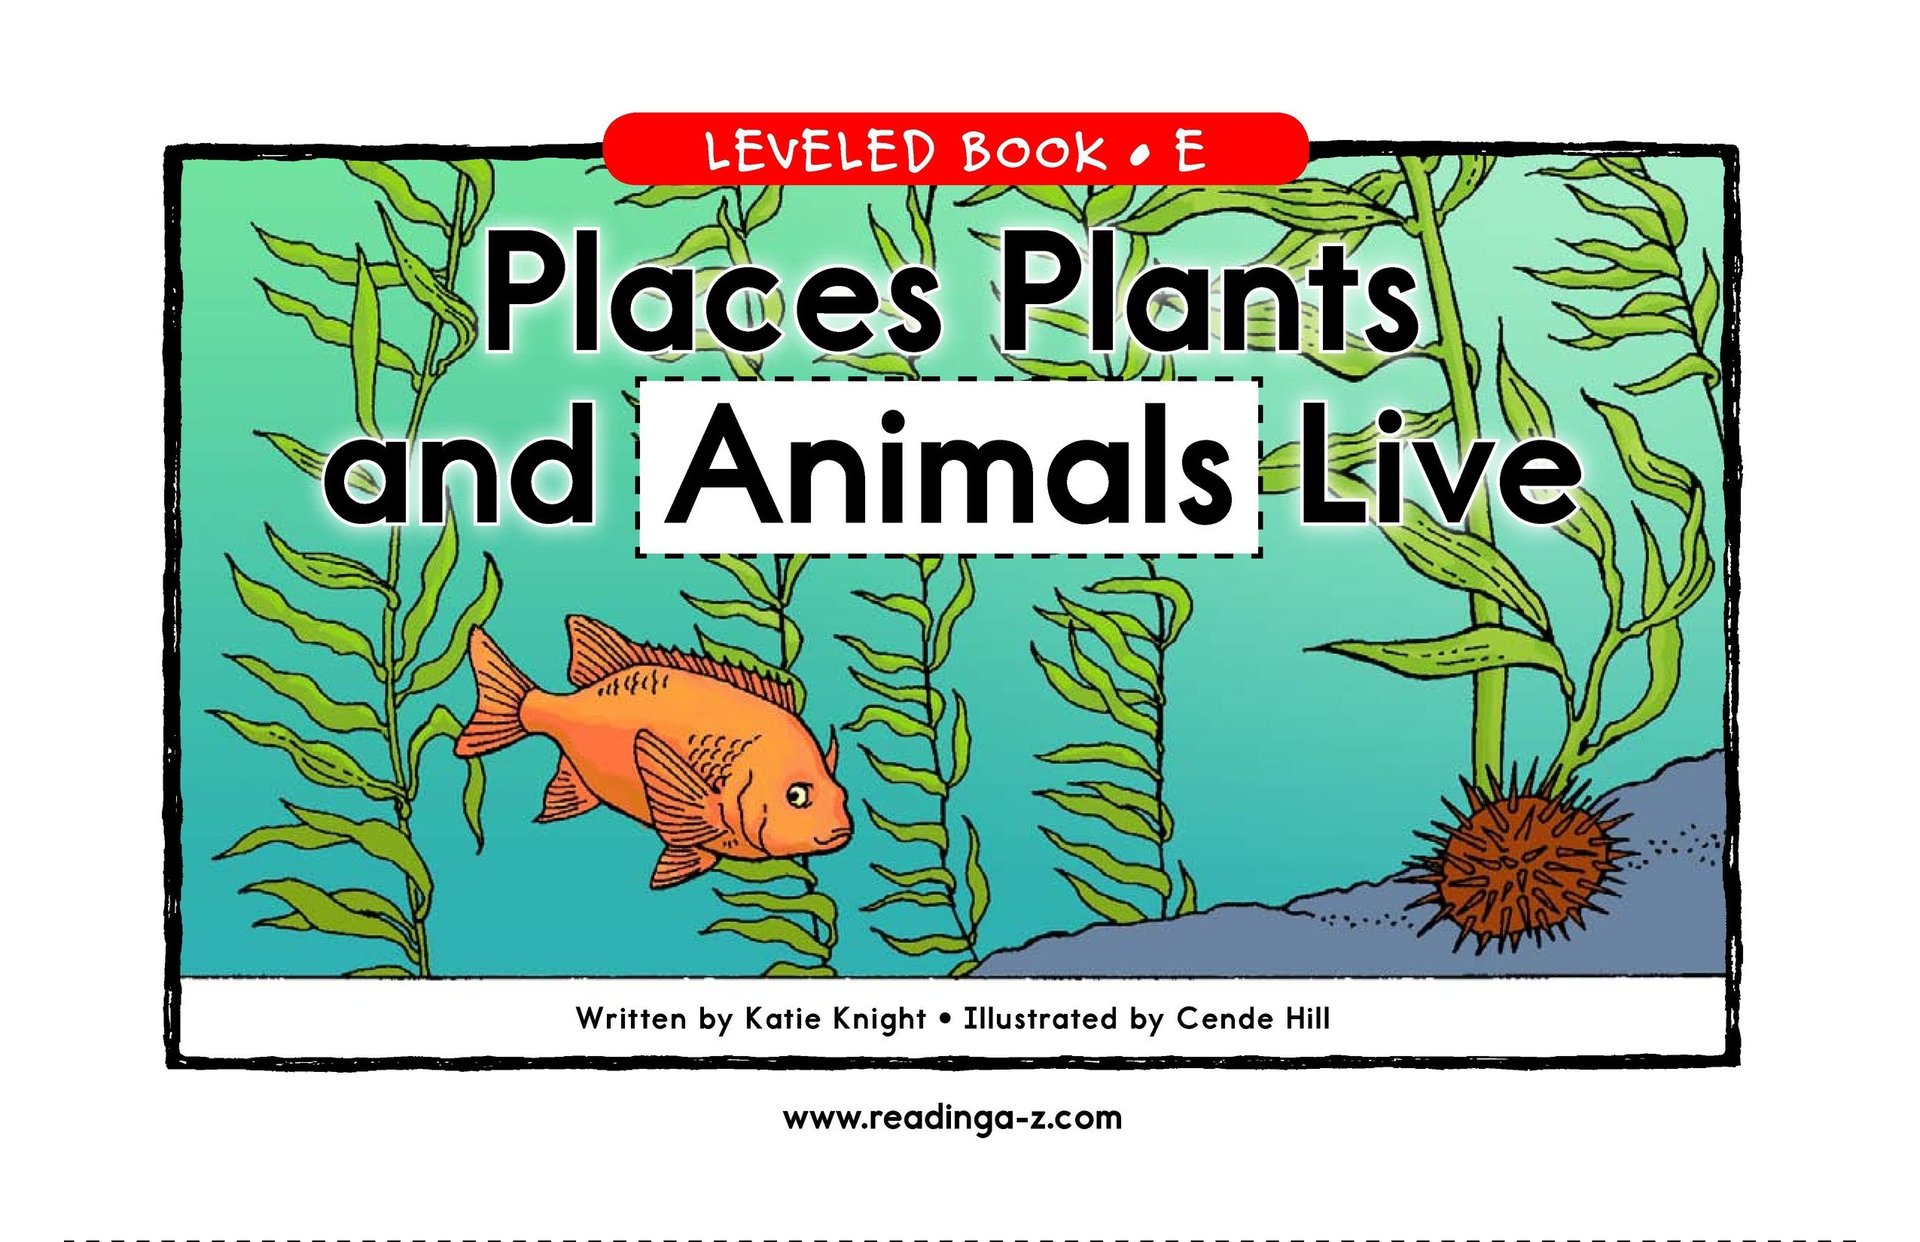 LEVELED BOOK • E
Places Plants
and Animals Live
Written by Katie Knight • Illustrated by Cende Hill
www.readinga-z.com